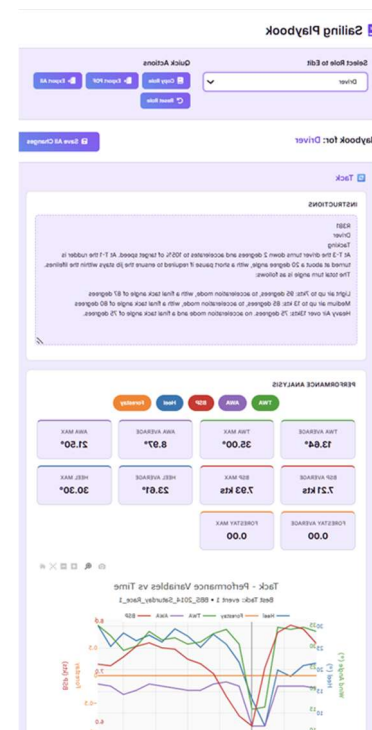 Sailing Playbook
Select Role to Edit
Driver
Quick Actions
Copy Role
Export PDF
Export All
Reset Role
Playbook for: Driver
Save All Changes
Tack
INSTRUCTIONS
Driver
Tacking
At T-3 the driver turns down 2 degrees and accelerates to 105% of target speed. At T-1 the rudder is
turned at about a 20 degree angle, with a short pause if required to ensure the jib stays within the lifelines.
The total turn angle is as follows:
Light air up to 7kts: 95 degrees, to acceleration mode, with a final tack angle of 87 degrees
Medium air up to 13 kts: 85 degrees, to acceleration mode, with a final tack angle of 80 degrees
Heavy Air over 13kts: 75 degrees, no acceleration mode and a final tack angle of 75 degrees.
PERFORMANCE ANALYSIS
TWA
AWA
BSP
Heel
Forestay
TWA AVERAGE
13.64°
TWA MAX
35.00°
AWA AVERAGE
8.97°
AWA MAX
21.50°
BSP AVERAGE
7.21 kts
BSP MAX
7.93 kts
HEEL AVERAGE
23.61°
HEEL MAX
30.30°
FORESTAY AVERAGE
0.00
FORESTAY MAX
0.00
Tack - Performance Variables vs Time
Best Tack: event 1 • BBS_2014_Saturday_Race_1
Heel
Forestay
TWA
AWA
BSP
Wind Angle (°)
Heel (°)
Forestay
BSP (kts)